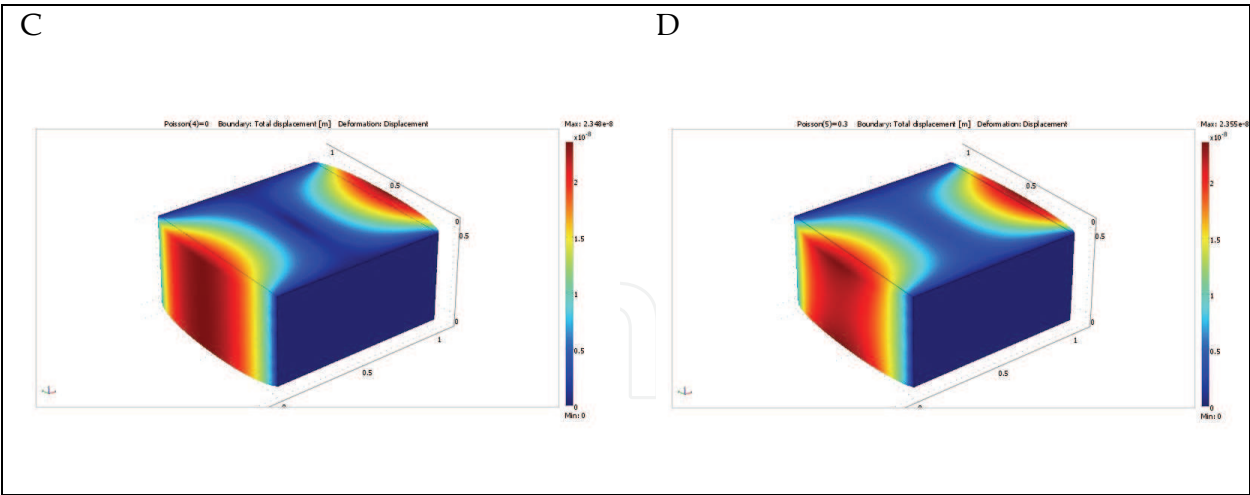 C
D
Poisson(4)=0 Boundary: Total displacement [m] Deformation: Displacement
Max: 2.348e-8
x10⁻⁸
2
1.5
1
0.5
0
Min: 0
1
0.5
0
0.5
0
1
0.5
Poisson(5)=0.3 Boundary: Total displacement [m] Deformation: Displacement
Max: 2.355e-8
x10⁻⁸
2
1.5
1
0.5
0
Min: 0
1
0.5
0
0.5
0
1
0.5